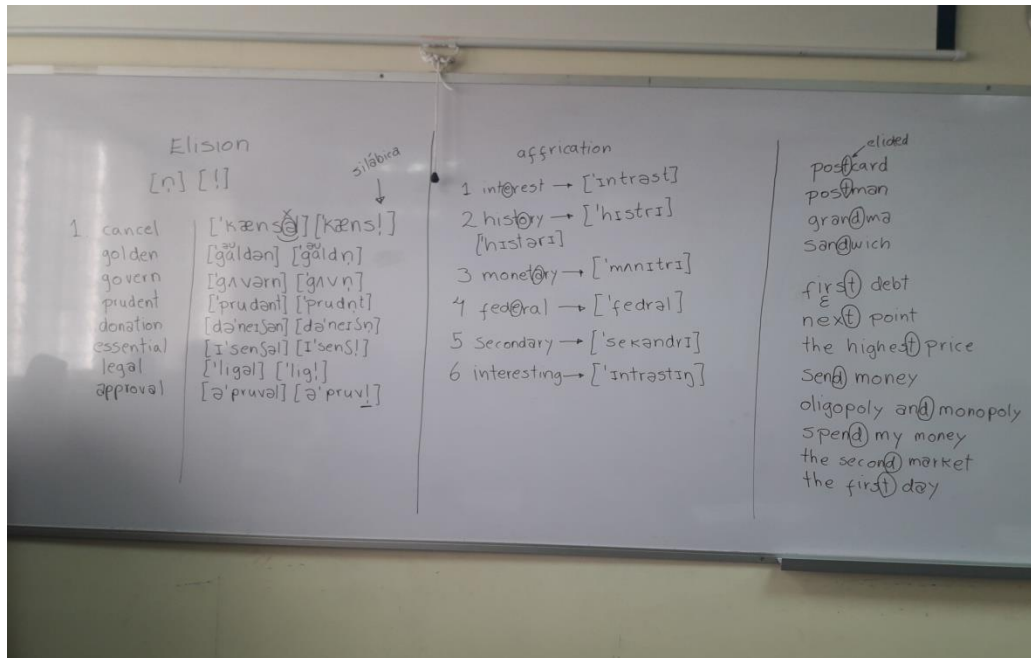 Elision
[n̩] [l̩]
silábica
1 cancel ['kænsəl] [kænsl̩]
golden [gəʊldən] ['gəʊldn̩]
govern ['gʌvərn] ['gʌvn̩]
prudent ['prudənt] ['prudn̩t]
donation [də'neɪʃən] [də'neɪʃn̩]
essential [ɪ'senʃəl] [ɪ'senʃl̩]
legal ['ligəl] ['ligl̩]
approval [ə'pruvəl] [ə'pruvl̩]
affrication
1 interest → ['ɪntrəst]
2 history → ['hɪstrɪ]
['hɪstərɪ]
3 monetary → ['mʌnɪtrɪ]
4 federal → ['fedrəl]
5 secondary → ['sekəndrɪ]
6 interesting → ['ɪntrəstɪŋ]
elided
postcard
postman
grandma
sandwich
first debt
next point
the highest price
send money
oligopoly and monopoly
spend my money
the second market
the first day